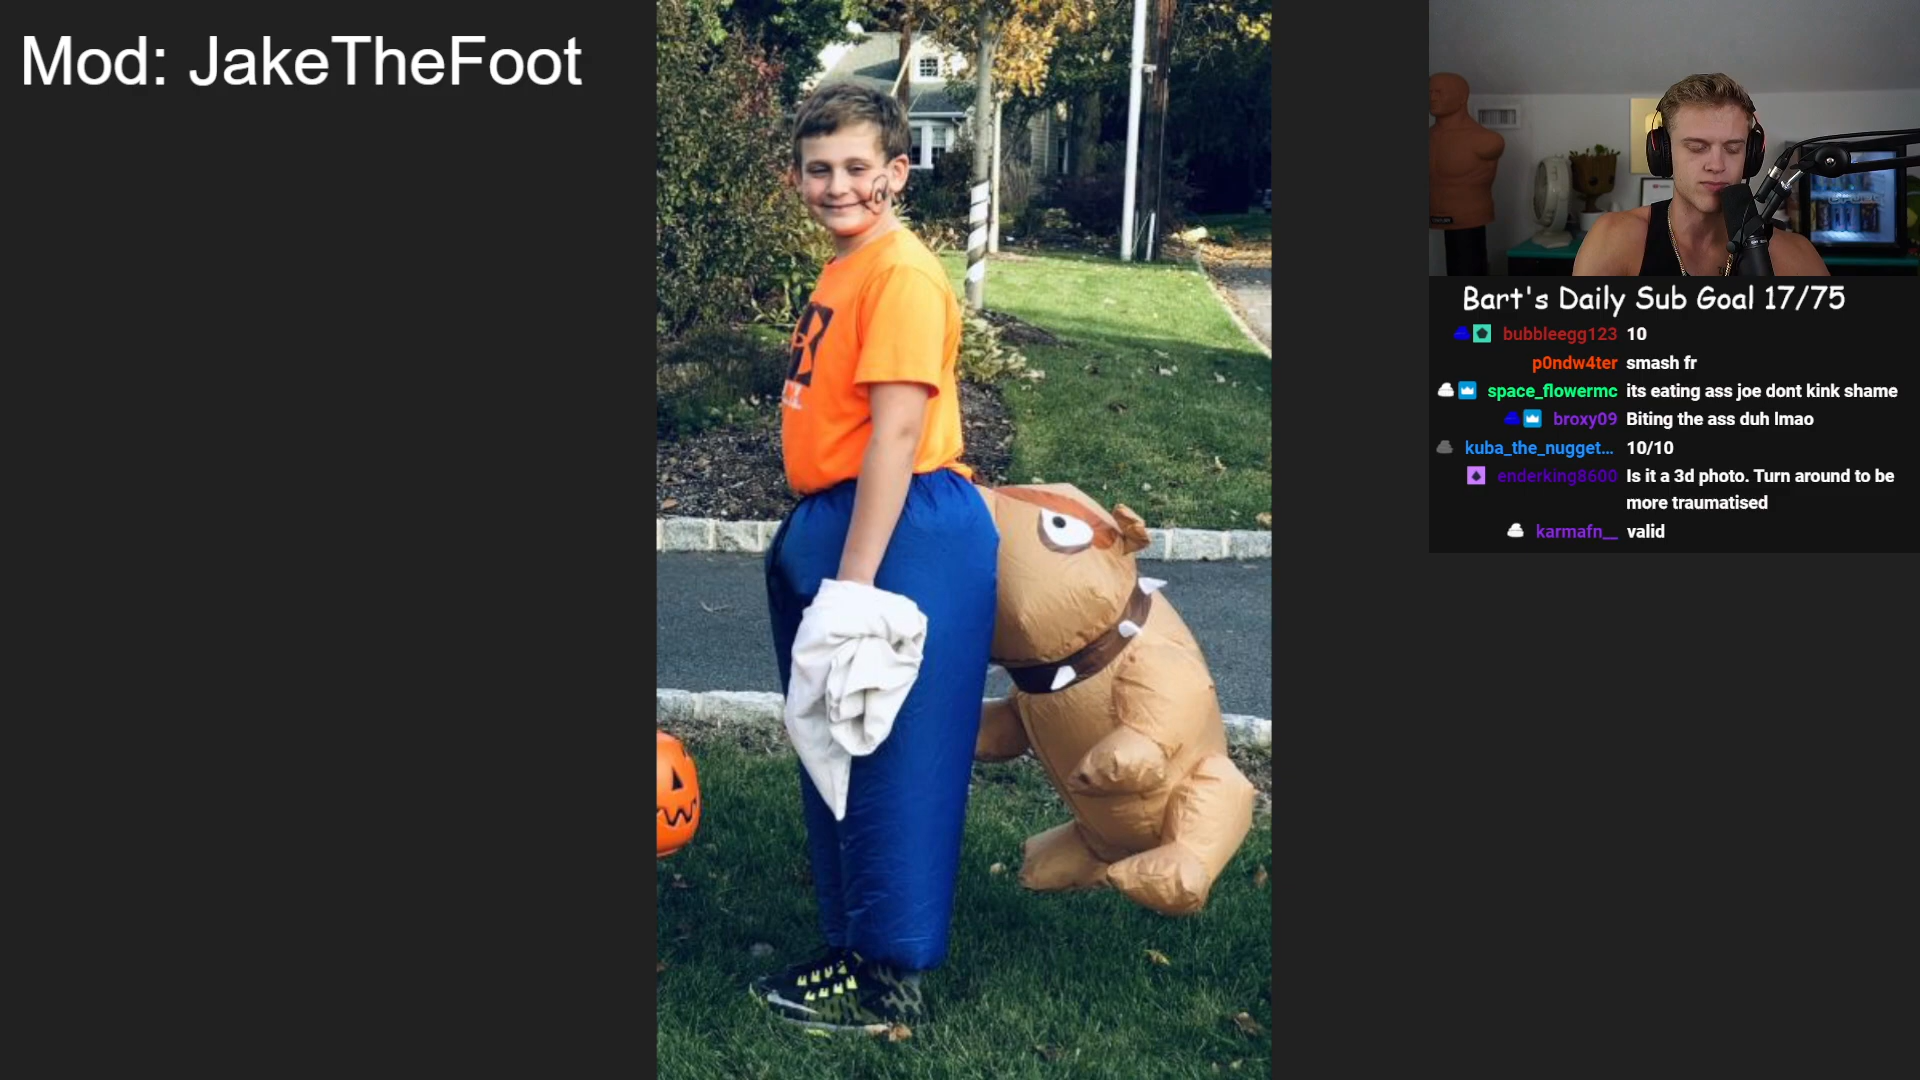 Mod: JakeTheFoot
Bart's Daily Sub Goal 17/75
bubbleegg123 10
p0ndw4ter smash fr
space_flowermc its eating ass joe dont kink shame
broxy09 Biting the ass duh lmao
kuba_the_nugget... 10/10
enderking8600 Is it a 3d photo. Turn around to be
more traumatised
karmafn__ valid